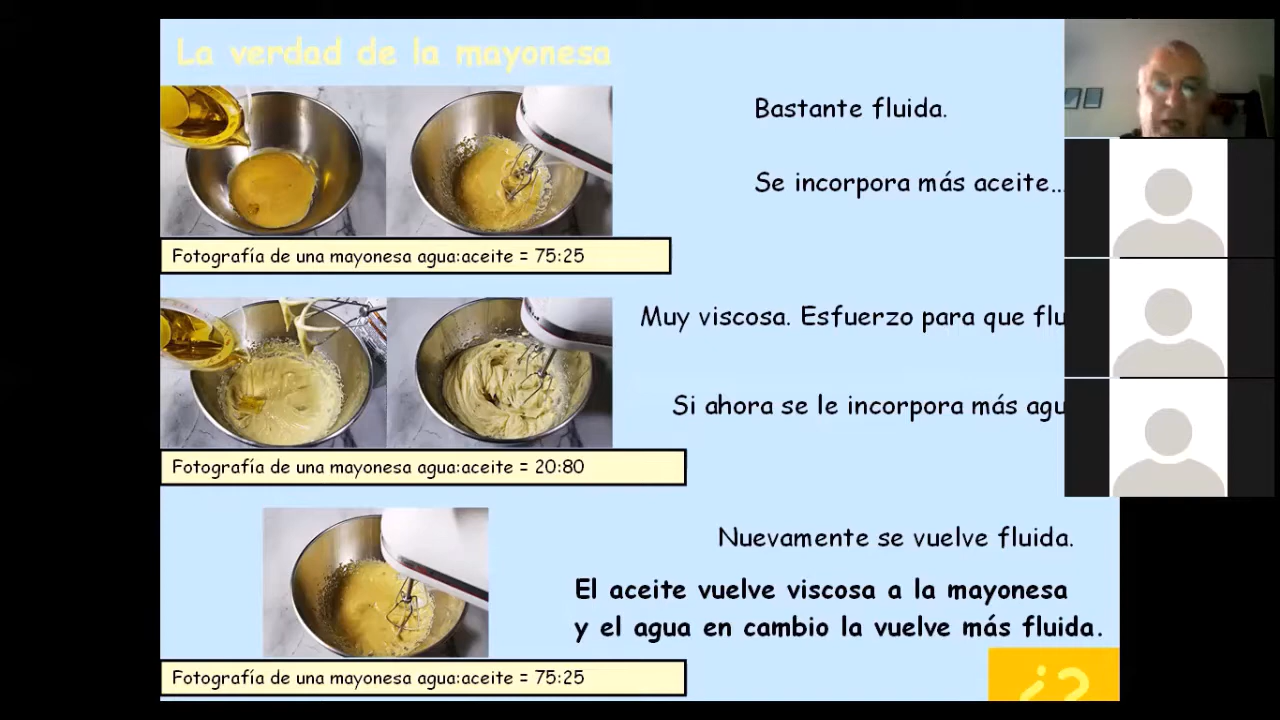 La verdad de la mayonesa
Bastante fluida.
Se incorpora más aceite...
Fotografía de una mayonesa agua:aceite = 75:25
Muy viscosa. Esfuerzo para que flu
Si ahora se le incorpora más agu
Fotografía de una mayonesa agua:aceite = 20:80
Nuevamente se vuelve fluida.
El aceite vuelve viscosa a la mayonesa
y el agua en cambio la vuelve más fluida.
Fotografía de una mayonesa agua:aceite = 75:25
¿?